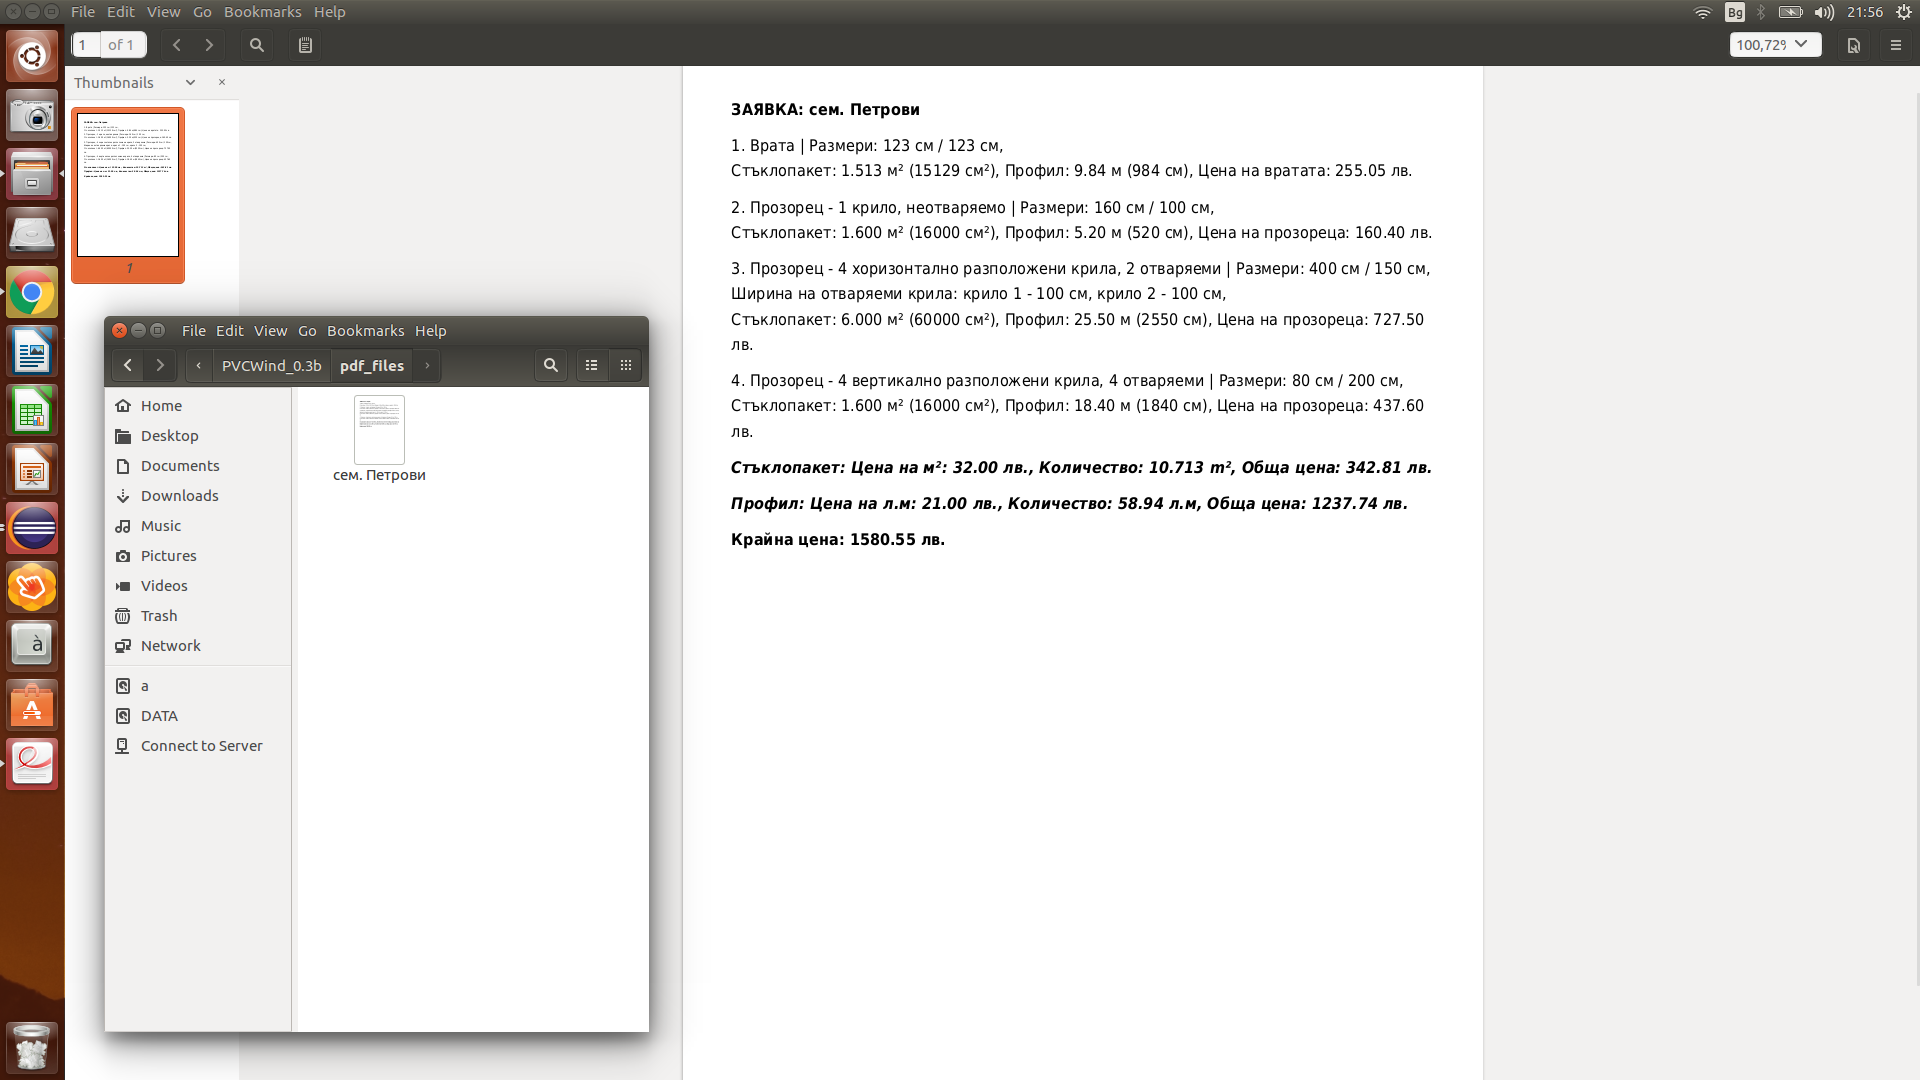 File Edit View Go Bookmarks Help
Bg 21:56
1 of 1
100,72%
Thumbnails
1
ЗАЯВКА: сем. Петрови
1. Врата | Размери: 123 см / 123 см,
Стъклопакет: 1.513 м² (15129 см²), Профил: 9.84 м (984 см), Цена на вратата: 255.05 лв.
2. Прозорец - 1 крило, неотваряемо | Размери: 160 см / 100 см,
Стъклопакет: 1.600 м² (16000 см²), Профил: 5.20 м (520 см), Цена на прозореца: 160.40 лв.
3. Прозорец - 4 хоризонтално разположени крила, 2 отваряеми | Размери: 400 см / 150 см,
Ширина на отваряеми крила: крило 1 - 100 см, крило 2 - 100 см,
Стъклопакет: 6.000 м² (60000 см²), Профил: 25.50 м (2550 см), Цена на прозореца: 727.50
лв.
4. Прозорец - 4 вертикално разположени крила, 4 отваряеми | Размери: 80 см / 200 см,
Стъклопакет: 1.600 м² (16000 см²), Профил: 18.40 м (1840 см), Цена на прозореца: 437.60
лв.
Стъклопакет: Цена на м²: 32.00 лв., Количество: 10.713 m², Обща цена: 342.81 лв.
Профил: Цена на л.м: 21.00 лв., Количество: 58.94 л.м, Обща цена: 1237.74 лв.
Крайна цена: 1580.55 лв.
File Edit View Go Bookmarks Help
PVCWind_0.3b pdf_files
Home
Desktop
Documents
Downloads
Music
Pictures
Videos
Trash
Network
a
DATA
Connect to Server
сем. Петрови
à